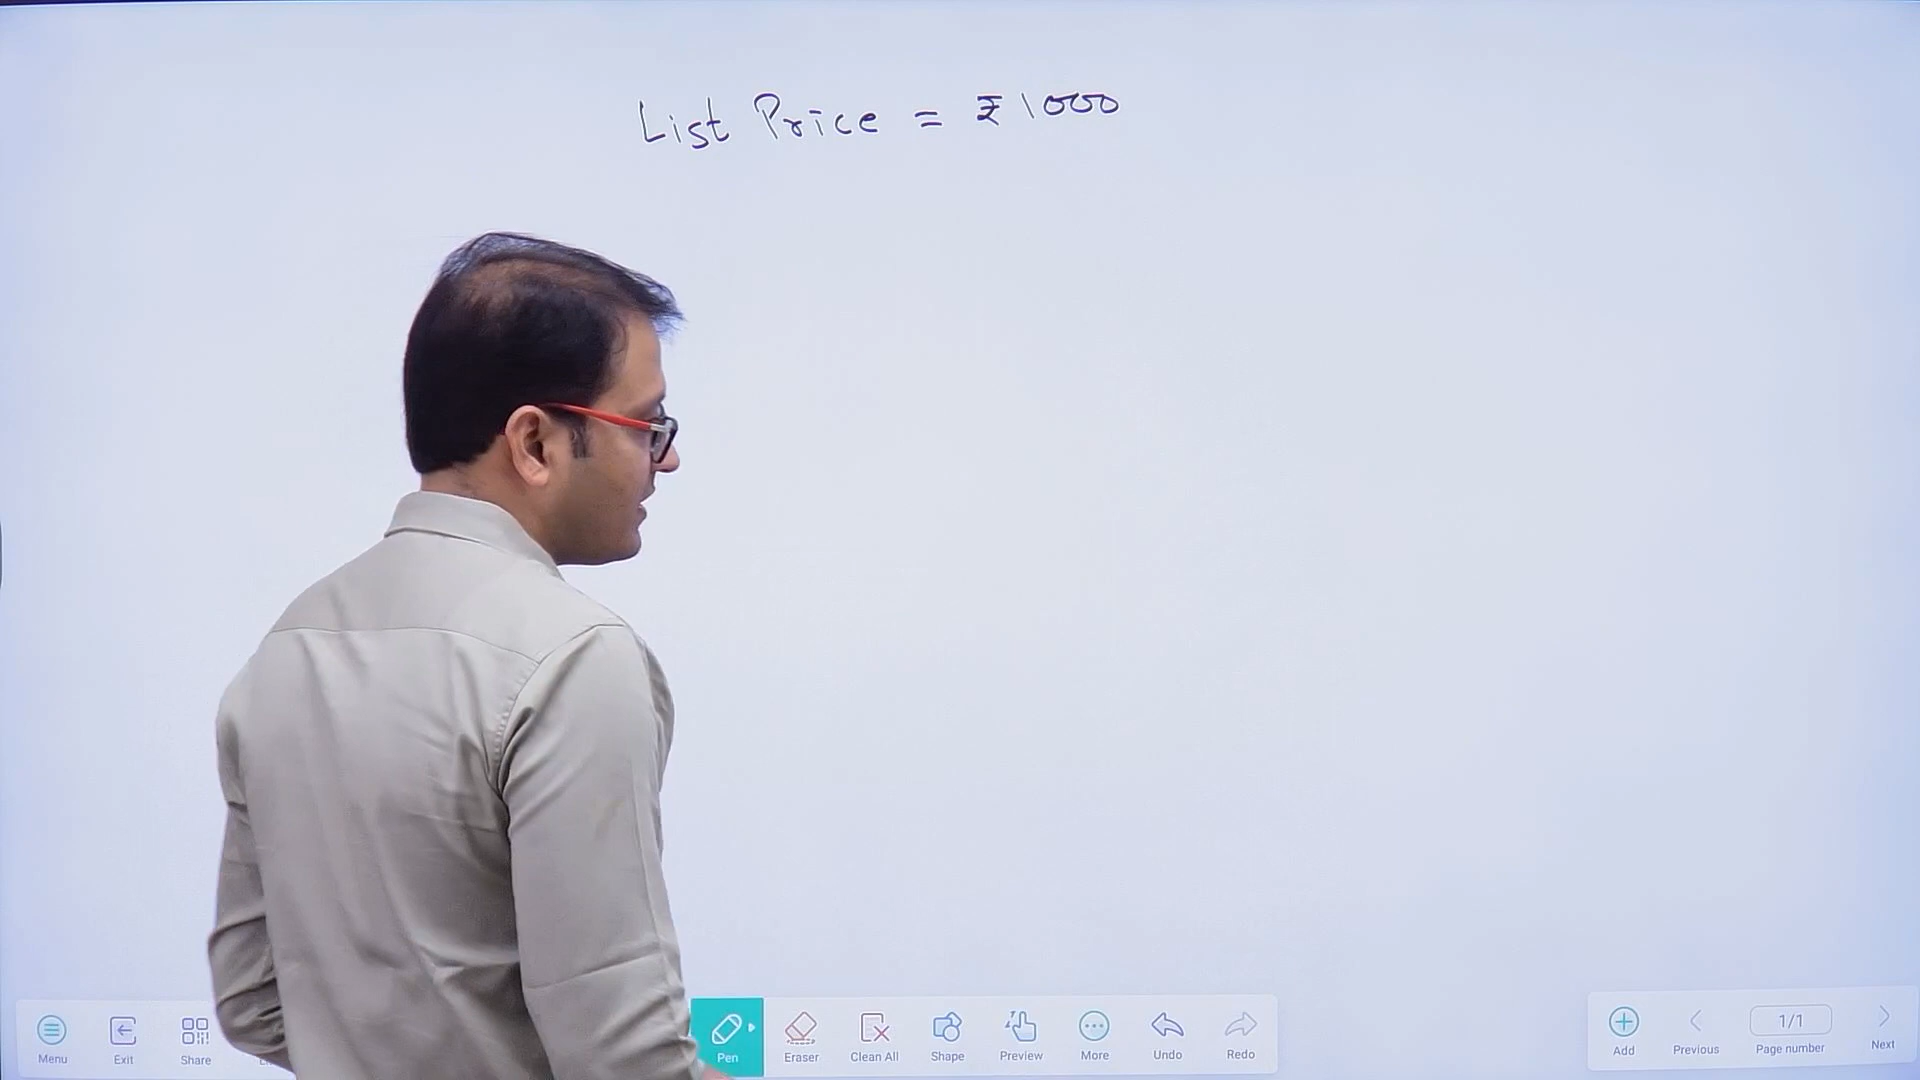 List Price = ₹1000
Menu
Exit
Share
Pen
Eraser
Clean All
Shape
Preview
More
Undo
Redo
Add
Previous
1/1
Page number
Next